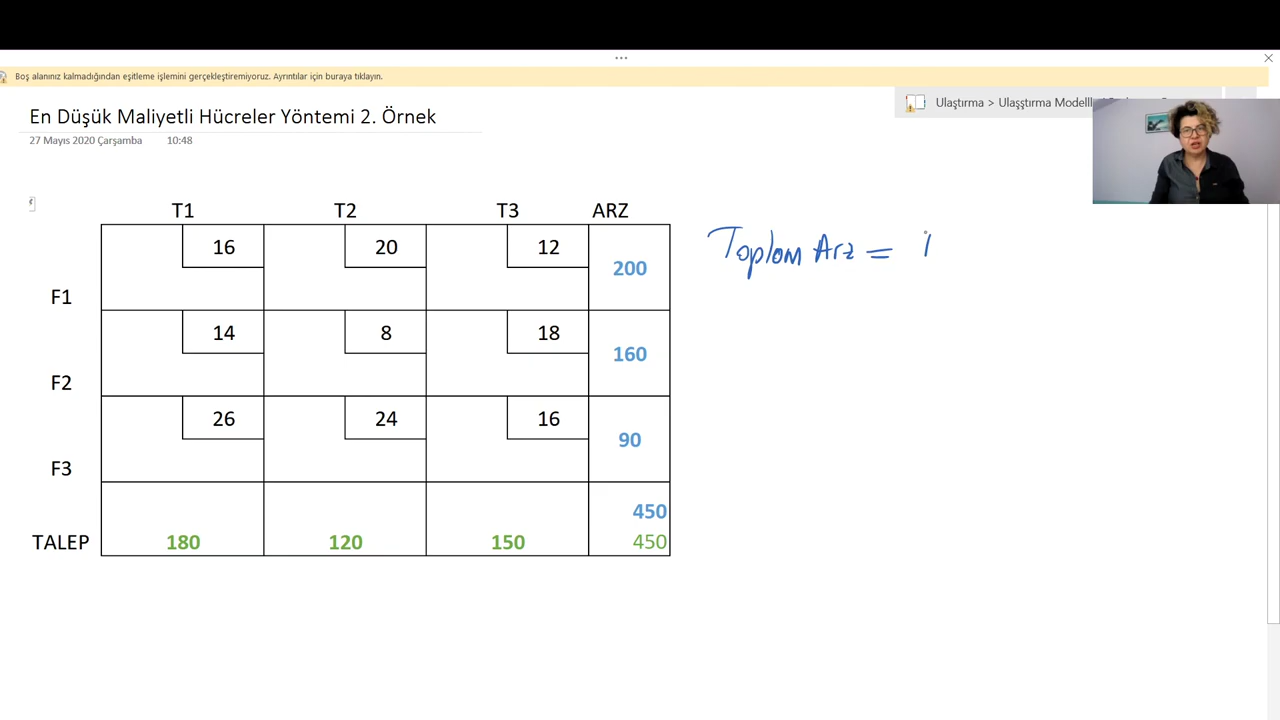 Boş alanınız kalmadığından eşitleme işlemini gerçekleştiremiyoruz. Ayrıntılar için buraya tıklayın.
Ulaştırma > Ulaşştırma Modelll
En Düşük Maliyetli Hücreler Yöntemi 2. Örnek
27 Mayıs 2020 Çarşamba 10:48
T1 T2 T3 ARZ
16 20 12
200
F1
14 8 18
160
F2
26 24 16
90
F3
450
TALEP 180 120 150 450
Toplam Arz =